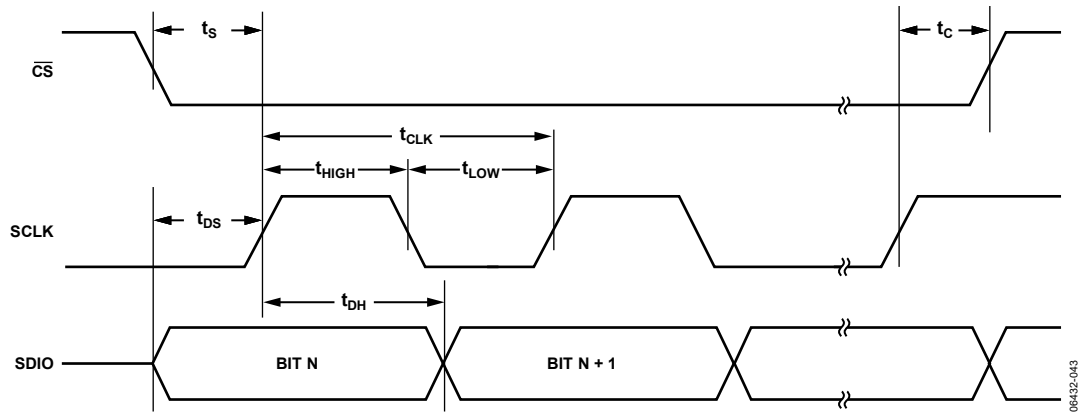 tS
tC
CS
tCLK
tHIGH
tLOW
tDS
SCLK
tDH
SDIO
BIT N
BIT N + 1
06432-043